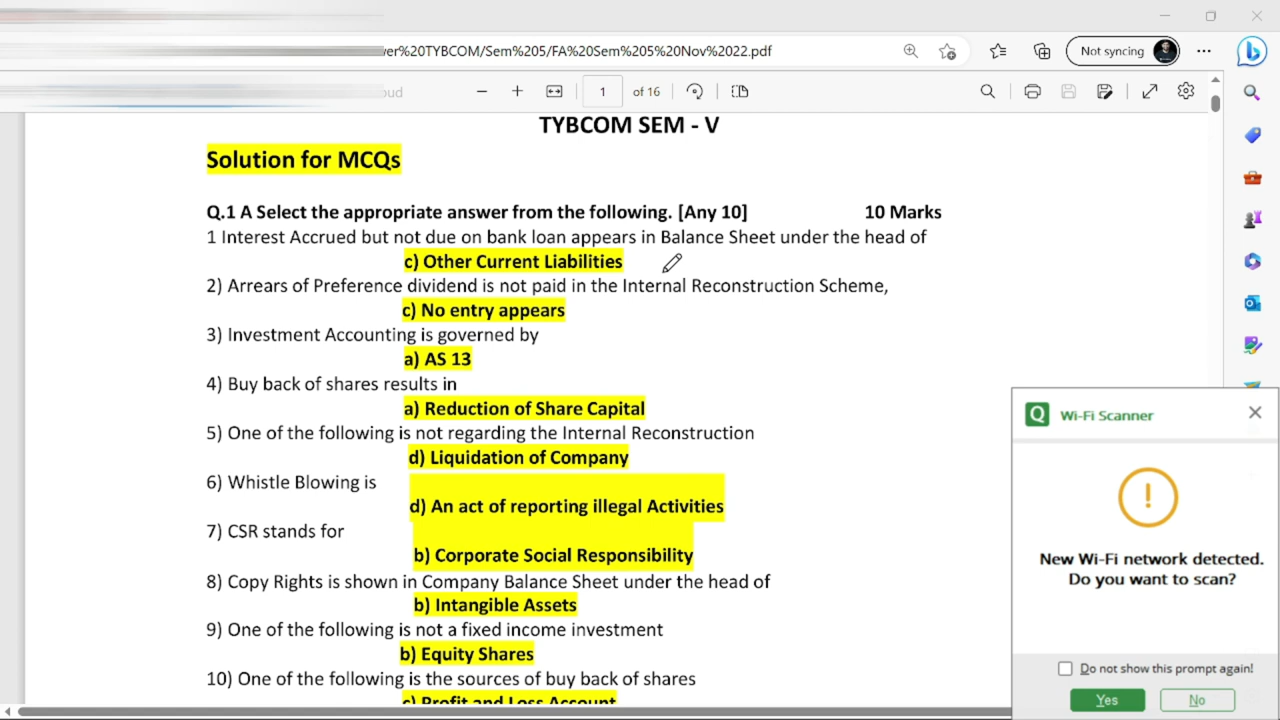 er%20TYBCOM/Sem%205/FA%20Sem%205%20Nov%2022.pdf
Not syncing
1 of 16
TYBCOM SEM - V
Solution for MCQs
Q.1 A Select the appropriate answer from the following. [Any 10] 10 Marks
1 Interest Accrued but not due on bank loan appears in Balance Sheet under the head of
c) Other Current Liabilities
2) Arrears of Preference dividend is not paid in the Internal Reconstruction Scheme,
c) No entry appears
3) Investment Accounting is governed by
a) AS 13
4) Buy back of shares results in
a) Reduction of Share Capital
5) One of the following is not regarding the Internal Reconstruction
d) Liquidation of Company
6) Whistle Blowing is
d) An act of reporting illegal Activities
7) CSR stands for
b) Corporate Social Responsibility
8) Copy Rights is shown in Company Balance Sheet under the head of
b) Intangible Assets
9) One of the following is not a fixed income investment
b) Equity Shares
10) One of the following is the sources of buy back of shares
c) Profit and Loss Account
Wi-Fi Scanner
New Wi-Fi network detected.
Do you want to scan?
Do not show this prompt again!
Yes No